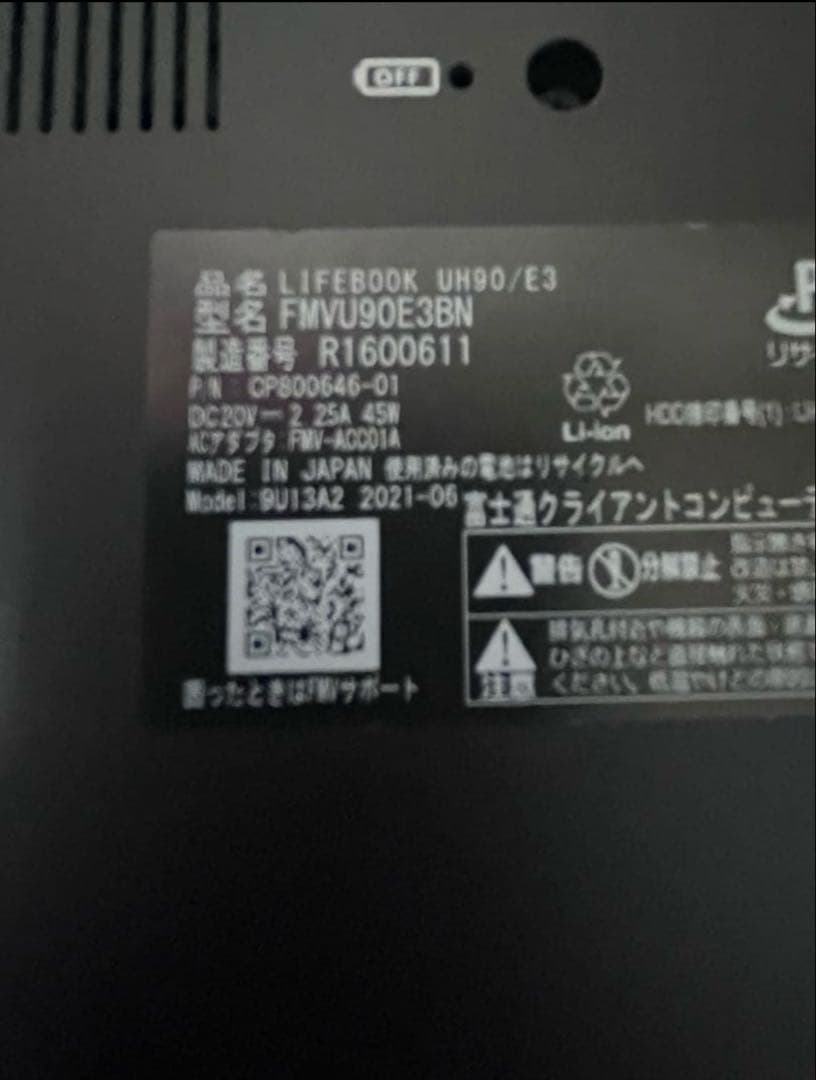 OFF
品名 LIFEBOOK UH90/E3
型名 FMVU90E3BN
製造番号 R1600611
P/N : CP800646-01
DC20V⎓2.25A 45W
ACアダプタ:FMV-AC001A
MADE IN JAPAN 使用済みの電池はリサイクルへ
Model:9U13A2 2021-06
富士通クライアントコンピューテ
Li-ion
リサ
警告 分解禁止
注意
困ったときはFMVサポート